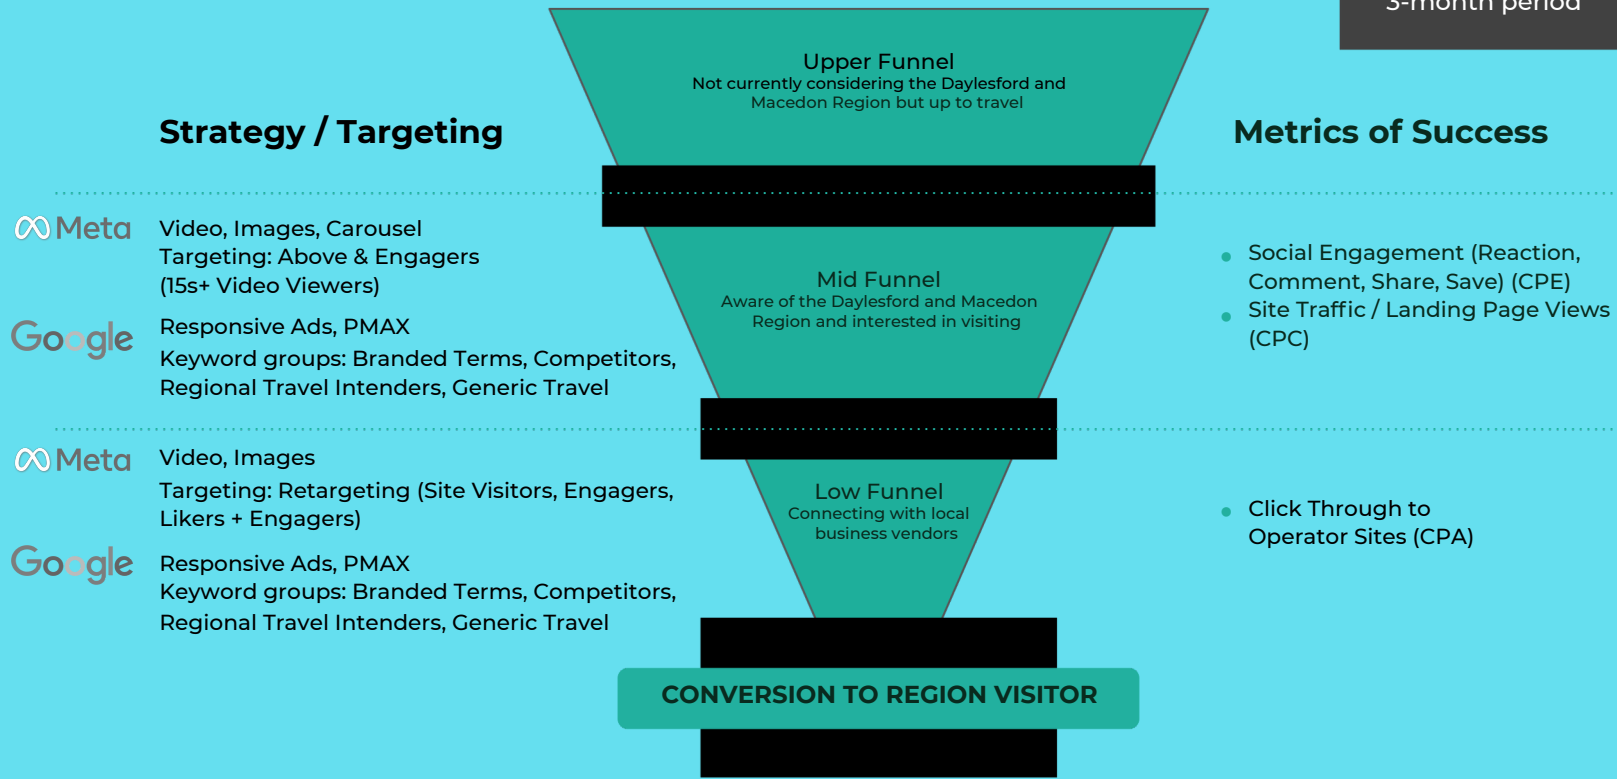 3-month period
Upper Funnel
Not currently considering the Daylesford and
Macedon Region but up to travel
Strategy / Targeting
Metrics of Success
Meta
Video, Images, Carousel
Targeting: Above & Engagers
(15s+ Video Viewers)
Google
Responsive Ads, PMAX
Keyword groups: Branded Terms, Competitors,
Regional Travel Intenders, Generic Travel
Mid Funnel
Aware of the Daylesford and Macedon
Region and interested in visiting
Social Engagement (Reaction,
Comment, Share, Save) (CPE)
Site Traffic / Landing Page Views
(CPC)
Meta
Video, Images
Targeting: Retargeting (Site Visitors, Engagers,
Likers + Engagers)
Google
Responsive Ads, PMAX
Keyword groups: Branded Terms, Competitors,
Regional Travel Intenders, Generic Travel
Low Funnel
Connecting with local
business vendors
Click Through to
Operator Sites (CPA)
CONVERSION TO REGION VISITOR